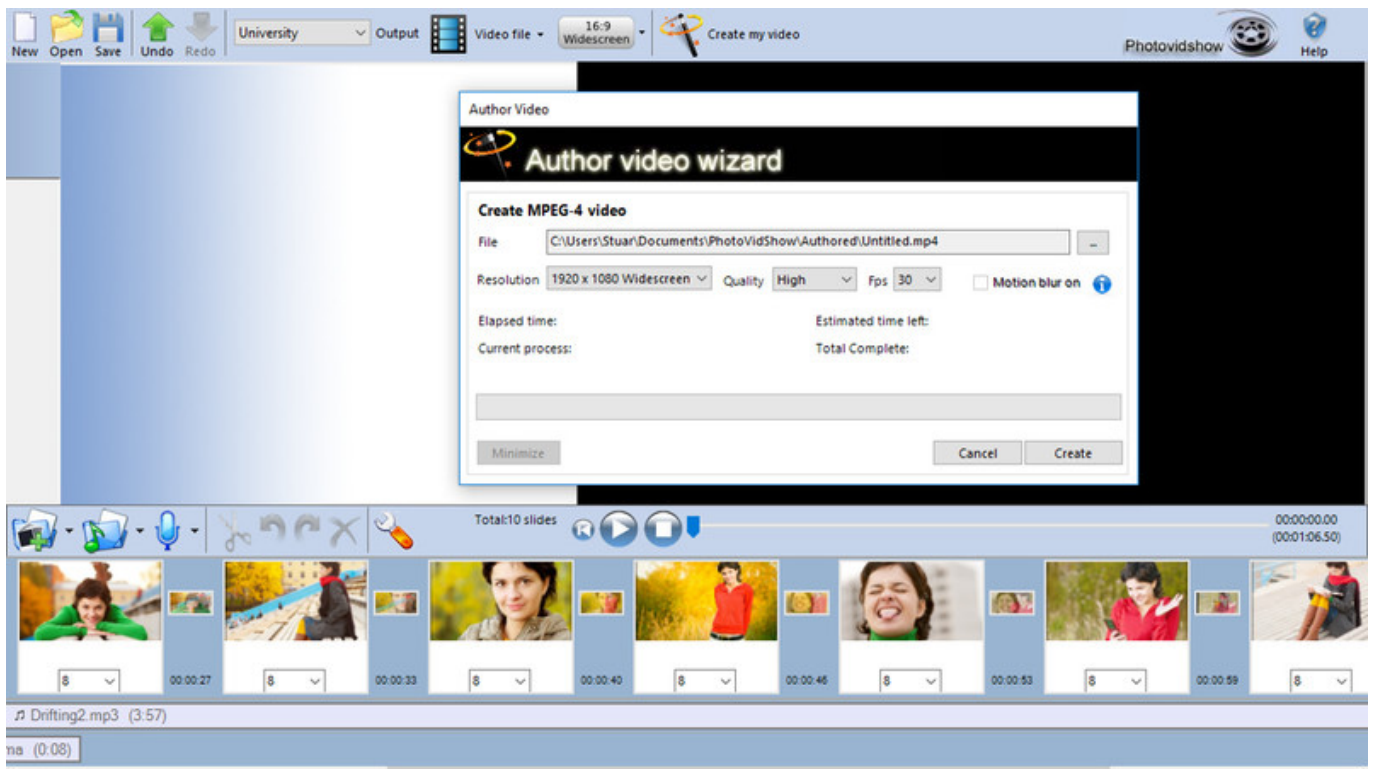 New Open Save Undo Redo University Output Video file 16:9 Widescreen Create my video Photovidshow Help
Author Video
Author video wizard
Create MPEG-4 video
File C:\Users\Stuar\Documents\PhotoVidShow\Authored\Untitled.mp4 ...
Resolution 1920 x 1080 Widescreen Quality High Fps 30 Motion blur on
Elapsed time: Estimated time left:
Current process: Total Complete:
Minimize Cancel Create
Total:10 slides 00:00:00.00
(00:01:06.50)
8 00:00:27 8 00:00:33 8 00:00:40 8 00:00:46 8 00:00:53 8 00:00:59 8
Drifting2.mp3 (3:57)
ma (0:08)